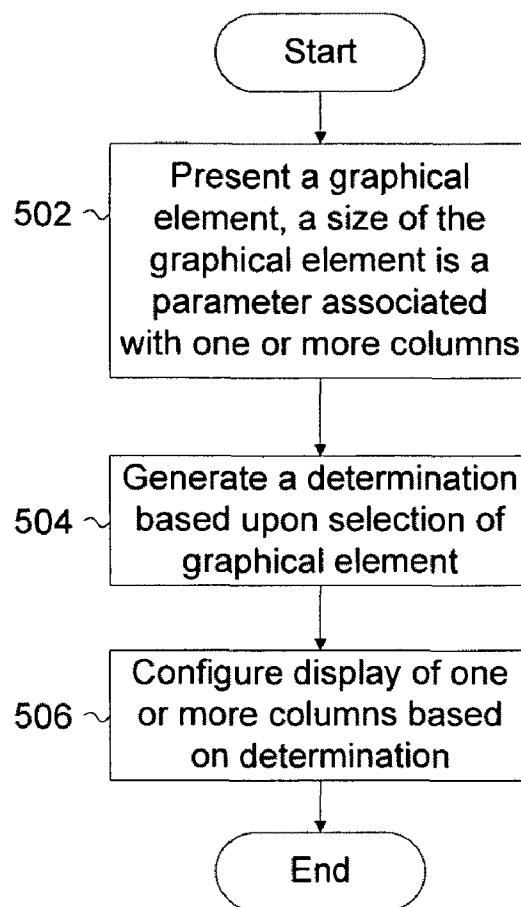 Start
502
Present a graphical
element, a size of the
graphical element is a
parameter associated
with one or more columns
504
Generate a determination
based upon selection of
graphical element
506
Configure display of one
or more columns based
on determination
End